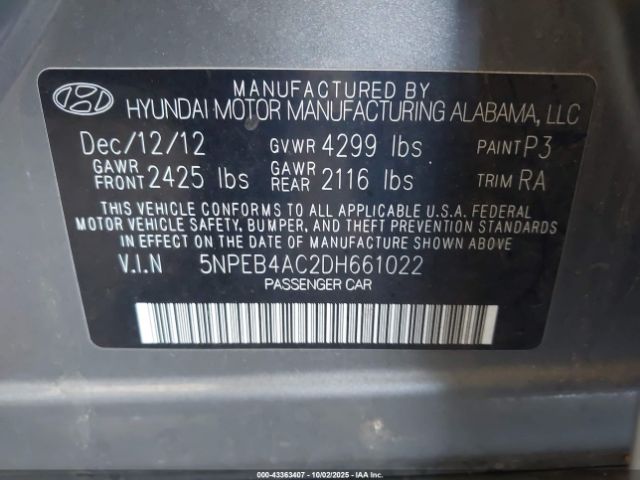 MANUFACTURED BY
HYUNDAI MOTOR MANUFACTURING ALABAMA, LLC
Dec/12/12 GVWR 4299 lbs PAINT P3
GAWR FRONT 2425 lbs GAWR REAR 2116 lbs TRIM RA
THIS VEHICLE CONFORMS TO ALL APPLICABLE U.S.A. FEDERAL
MOTOR VEHICLE SAFETY, BUMPER, AND THEFT PREVENTION STANDARDS
IN EFFECT ON THE DATE OF MANUFACTURE SHOWN ABOVE
V.I.N 5NPEB4AC2DH661022
PASSENGER CAR
000-43363407 10/02/2025 IAAI.COM